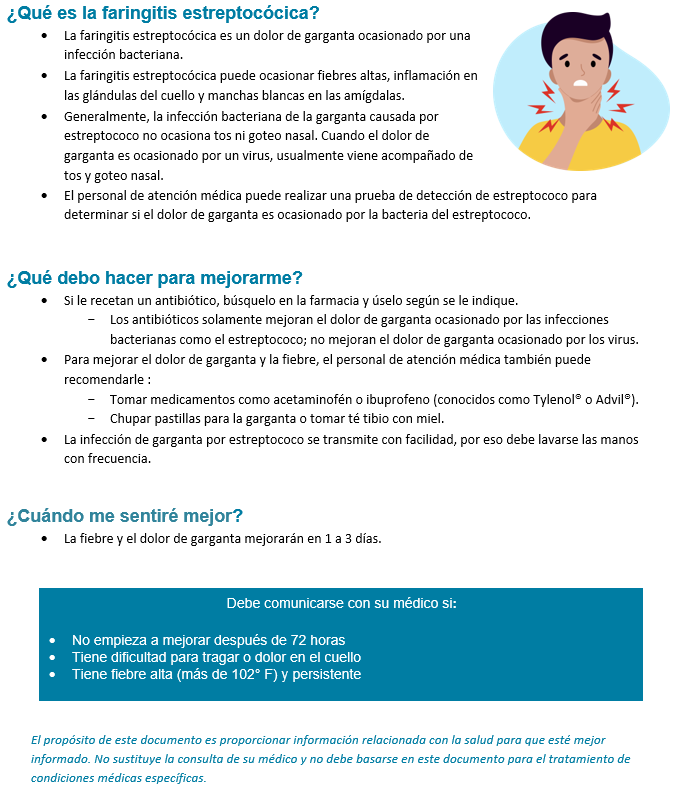 ¿Qué es la faringitis estreptocócica?
• La faringitis estreptocócica es un dolor de garganta ocasionado por una
infección bacteriana.
• La faringitis estreptocócica puede ocasionar fiebres altas, inflamación en
las glándulas del cuello y manchas blancas en las amígdalas.
• Generalmente, la infección bacteriana de la garganta causada por
estreptococo no ocasiona tos ni goteo nasal. Cuando el dolor de
garganta es ocasionado por un virus, usualmente viene acompañado de
tos y goteo nasal.
• El personal de atención médica puede realizar una prueba de detección de estreptococo para
determinar si el dolor de garganta es ocasionado por la bacteria del estreptococo.
¿Qué debo hacer para mejorarme?
• Si le recetan un antibiótico, búsquelo en la farmacia y úselo según se le indique.
– Los antibióticos solamente mejoran el dolor de garganta ocasionado por las infecciones
bacterianas como el estreptococo; no mejoran el dolor de garganta ocasionado por los virus.
• Para mejorar el dolor de garganta y la fiebre, el personal de atención médica también puede
recomendarle :
– Tomar medicamentos como acetaminofén o ibuprofeno (conocidos como Tylenol® o Advil®).
– Chupar pastillas para la garganta o tomar té tibio con miel.
• La infección de garganta por estreptococo se transmite con facilidad, por eso debe lavarse las manos
con frecuencia.
¿Cuándo me sentiré mejor?
• La fiebre y el dolor de garganta mejorarán en 1 a 3 días.
Debe comunicarse con su médico si:
• No empieza a mejorar después de 72 horas
• Tiene dificultad para tragar o dolor en el cuello
• Tiene fiebre alta (más de 102° F) y persistente
El propósito de este documento es proporcionar información relacionada con la salud para que esté mejor
informado. No sustituye la consulta de su médico y no debe basarse en este documento para el tratamiento de
condiciones médicas específicas.